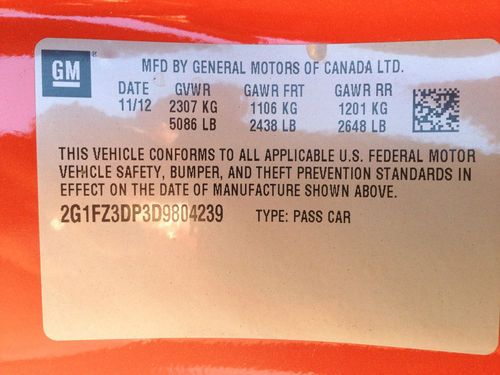 GM ®
MFD BY GENERAL MOTORS OF CANADA LTD.
DATE GVWR GAWR FRT GAWR RR
11/12 2307 KG 1106 KG 1201 KG
5086 LB 2438 LB 2648 LB
THIS VEHICLE CONFORMS TO ALL APPLICABLE U.S. FEDERAL MOTOR
VEHICLE SAFETY, BUMPER, AND THEFT PREVENTION STANDARDS IN
EFFECT ON THE DATE OF MANUFACTURE SHOWN ABOVE.
2G1FZ3DP3D9804239 TYPE: PASS CAR